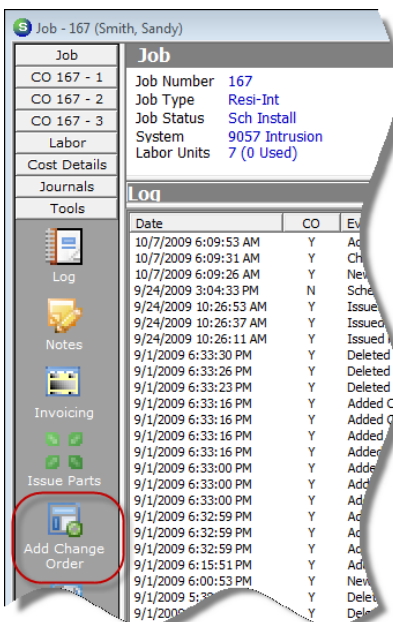 S Job - 167 (Smith, Sandy)
Job
CO 167 - 1
CO 167 - 2
CO 167 - 3
Labor
Cost Details
Journals
Tools
Log
Notes
Invoicing
Issue Parts
Add Change
Order
Job
Job Number 167
Job Type Resi-Int
Job Status Sch Install
System 9057 Intrusion
Labor Units 7 (0 Used)
Log
Date CO
10/7/2009 6:09:53 AM Y
10/7/2009 6:09:31 AM Y
10/7/2009 6:09:26 AM Y
9/24/2009 3:04:33 PM N
9/24/2009 10:26:53 AM Y Issue
9/24/2009 10:26:37 AM Y Issued
9/24/2009 10:26:11 AM Y Issued
9/1/2009 6:33:30 PM Y Deleted
9/1/2009 6:33:26 PM Y Deleted
9/1/2009 6:33:23 PM Y Deleted
9/1/2009 6:33:16 PM Y Added
9/1/2009 6:33:16 PM Y Added
9/1/2009 6:33:16 PM Y Added
9/1/2009 6:33:16 PM Y Added
9/1/2009 6:33:00 PM Y
9/1/2009 6:33:00 PM Y
9/1/2009 6:33:00 PM Y
9/1/2009 6:32:59 PM Y
9/1/2009 6:32:59 PM Y
9/1/2009 6:32:59 PM Y
9/1/2009 6:15:51 PM Y
9/1/2009 6:00:53 PM Y New
9/1/2009 Y
9/1/2009 Y